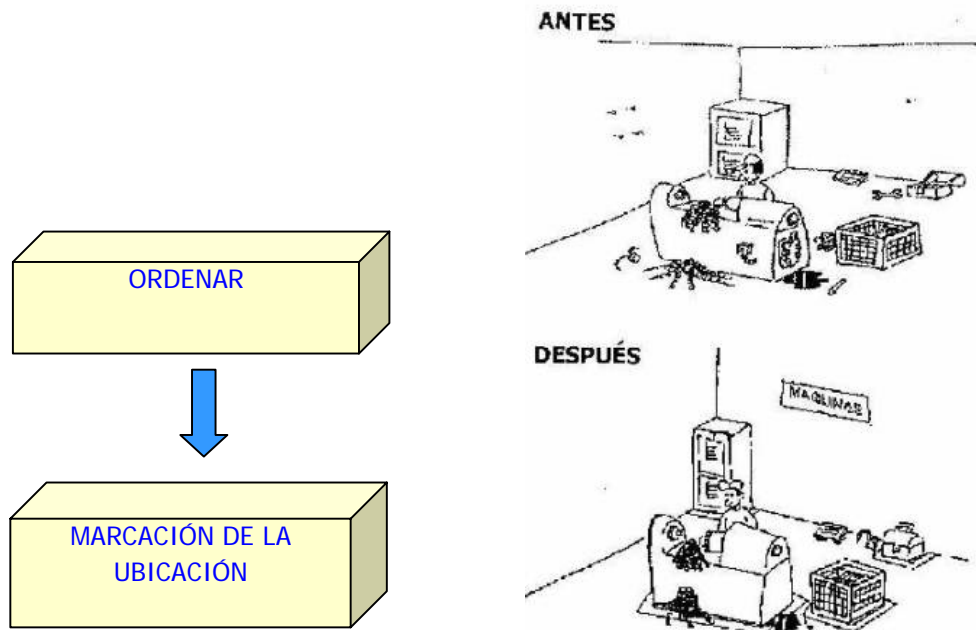 ANTES
ORDENAR
DESPUÉS
MAQUINAS
MARCACIÓN DE LA
UBICACIÓN